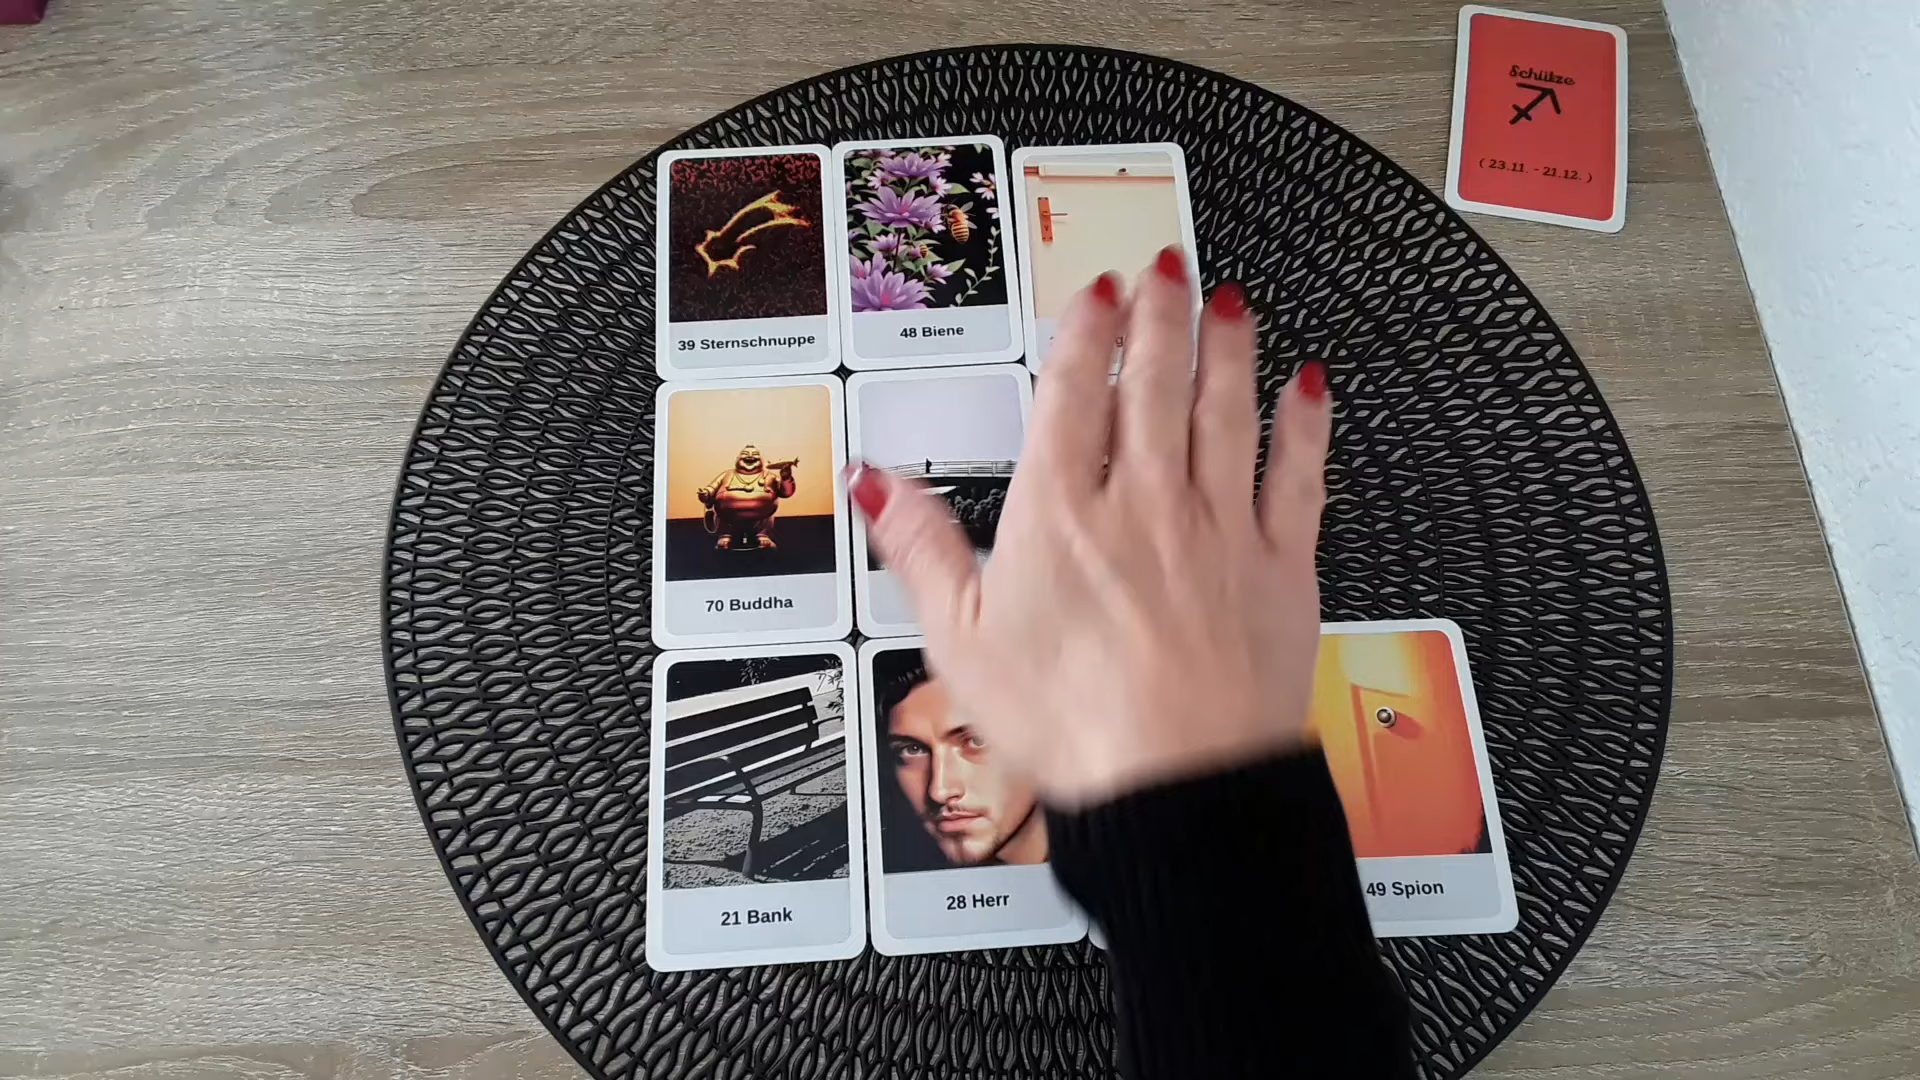 Schütze
( 23.11. - 21.12. )
39 Sternschnuppe
48 Biene
70 Buddha
21 Bank
28 Herr
49 Spion